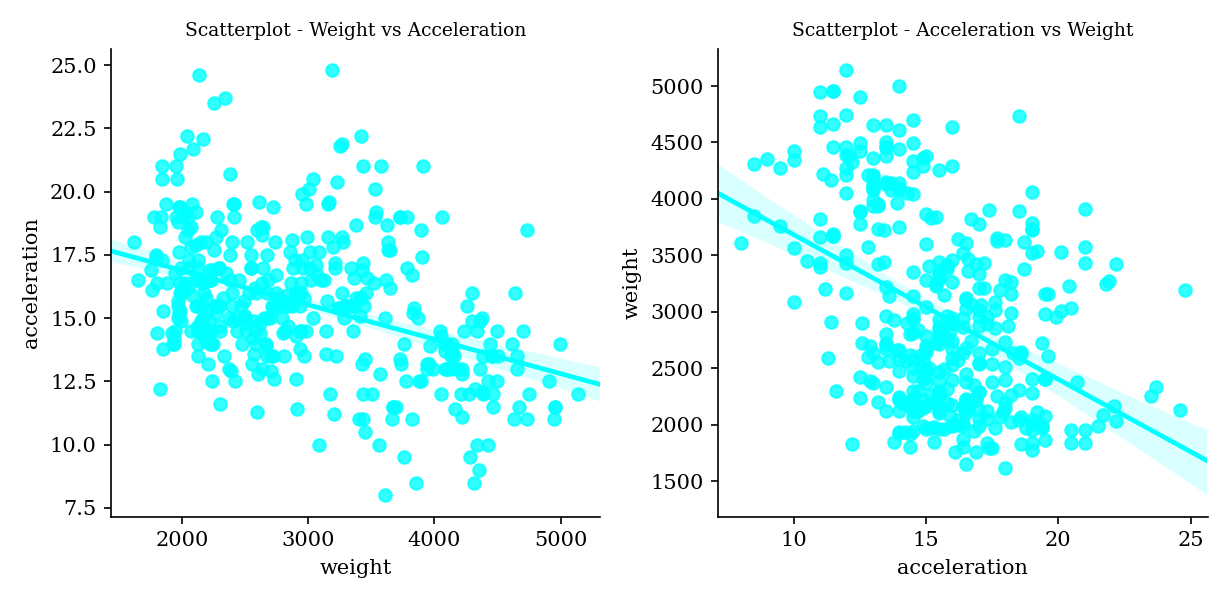 Scatterplot - Weight vs Acceleration
25.0
22.5
20.0
17.5
15.0
12.5
10.0
7.5
acceleration
2000 3000 4000 5000
weight
Scatterplot - Acceleration vs Weight
5000
4500
4000
3500
3000
2500
2000
1500
weight
10 15 20 25
acceleration